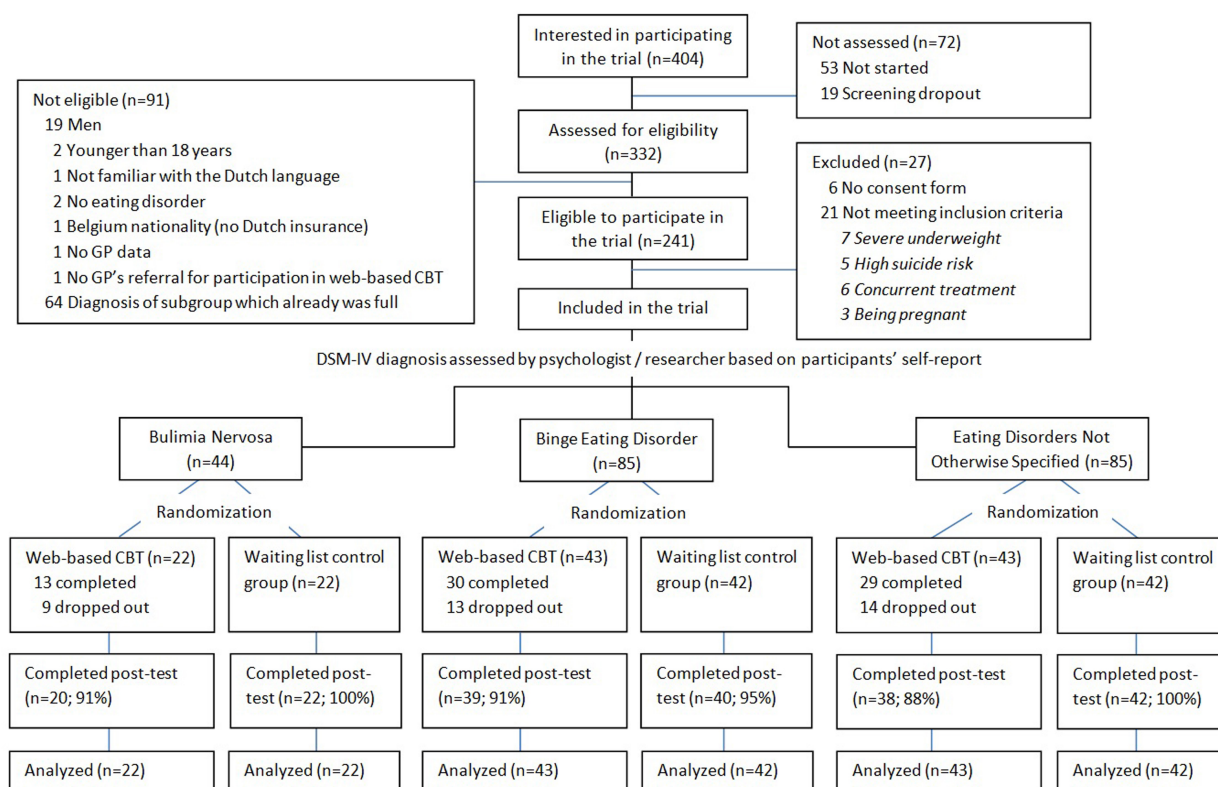 Interested in participating
in the trial (n=404)
Not assessed (n=72)
53 Not started
19 Screening dropout
Not eligible (n=91)
19 Men
2 Younger than 18 years
1 Not familiar with the Dutch language
2 No eating disorder
1 Belgium nationality (no Dutch insurance)
1 No GP data
1 No GP's referral for participation in web-based CBT
64 Diagnosis of subgroup which already was full
Assessed for eligibility
(n=332)
Excluded (n=27)
6 No consent form
21 Not meeting inclusion criteria
7 Severe underweight
5 High suicide risk
6 Concurrent treatment
3 Being pregnant
Eligible to participate in
the trial (n=241)
Included in the trial
DSM-IV diagnosis assessed by psychologist / researcher based on participants' self-report
Bulimia Nervosa
(n=44)
Binge Eating Disorder
(n=85)
Eating Disorders Not
Otherwise Specified (n=85)
Randomization
Randomization
Randomization
Web-based CBT (n=22)
13 completed
9 dropped out
Waiting list control
group (n=22)
Web-based CBT (n=43)
30 completed
13 dropped out
Waiting list control
group (n=42)
Web-based CBT (n=43)
29 completed
14 dropped out
Waiting list control
group (n=42)
Completed post-test
(n=20; 91%)
Completed post-
test (n=22; 100%)
Completed post-test
(n=39; 91%)
Completed post-
test (n=40; 95%)
Completed post-test
(n=38; 88%)
Completed post-
test (n=42; 100%)
Analyzed (n=22)
Analyzed (n=22)
Analyzed (n=43)
Analyzed (n=42)
Analyzed (n=43)
Analyzed (n=42)